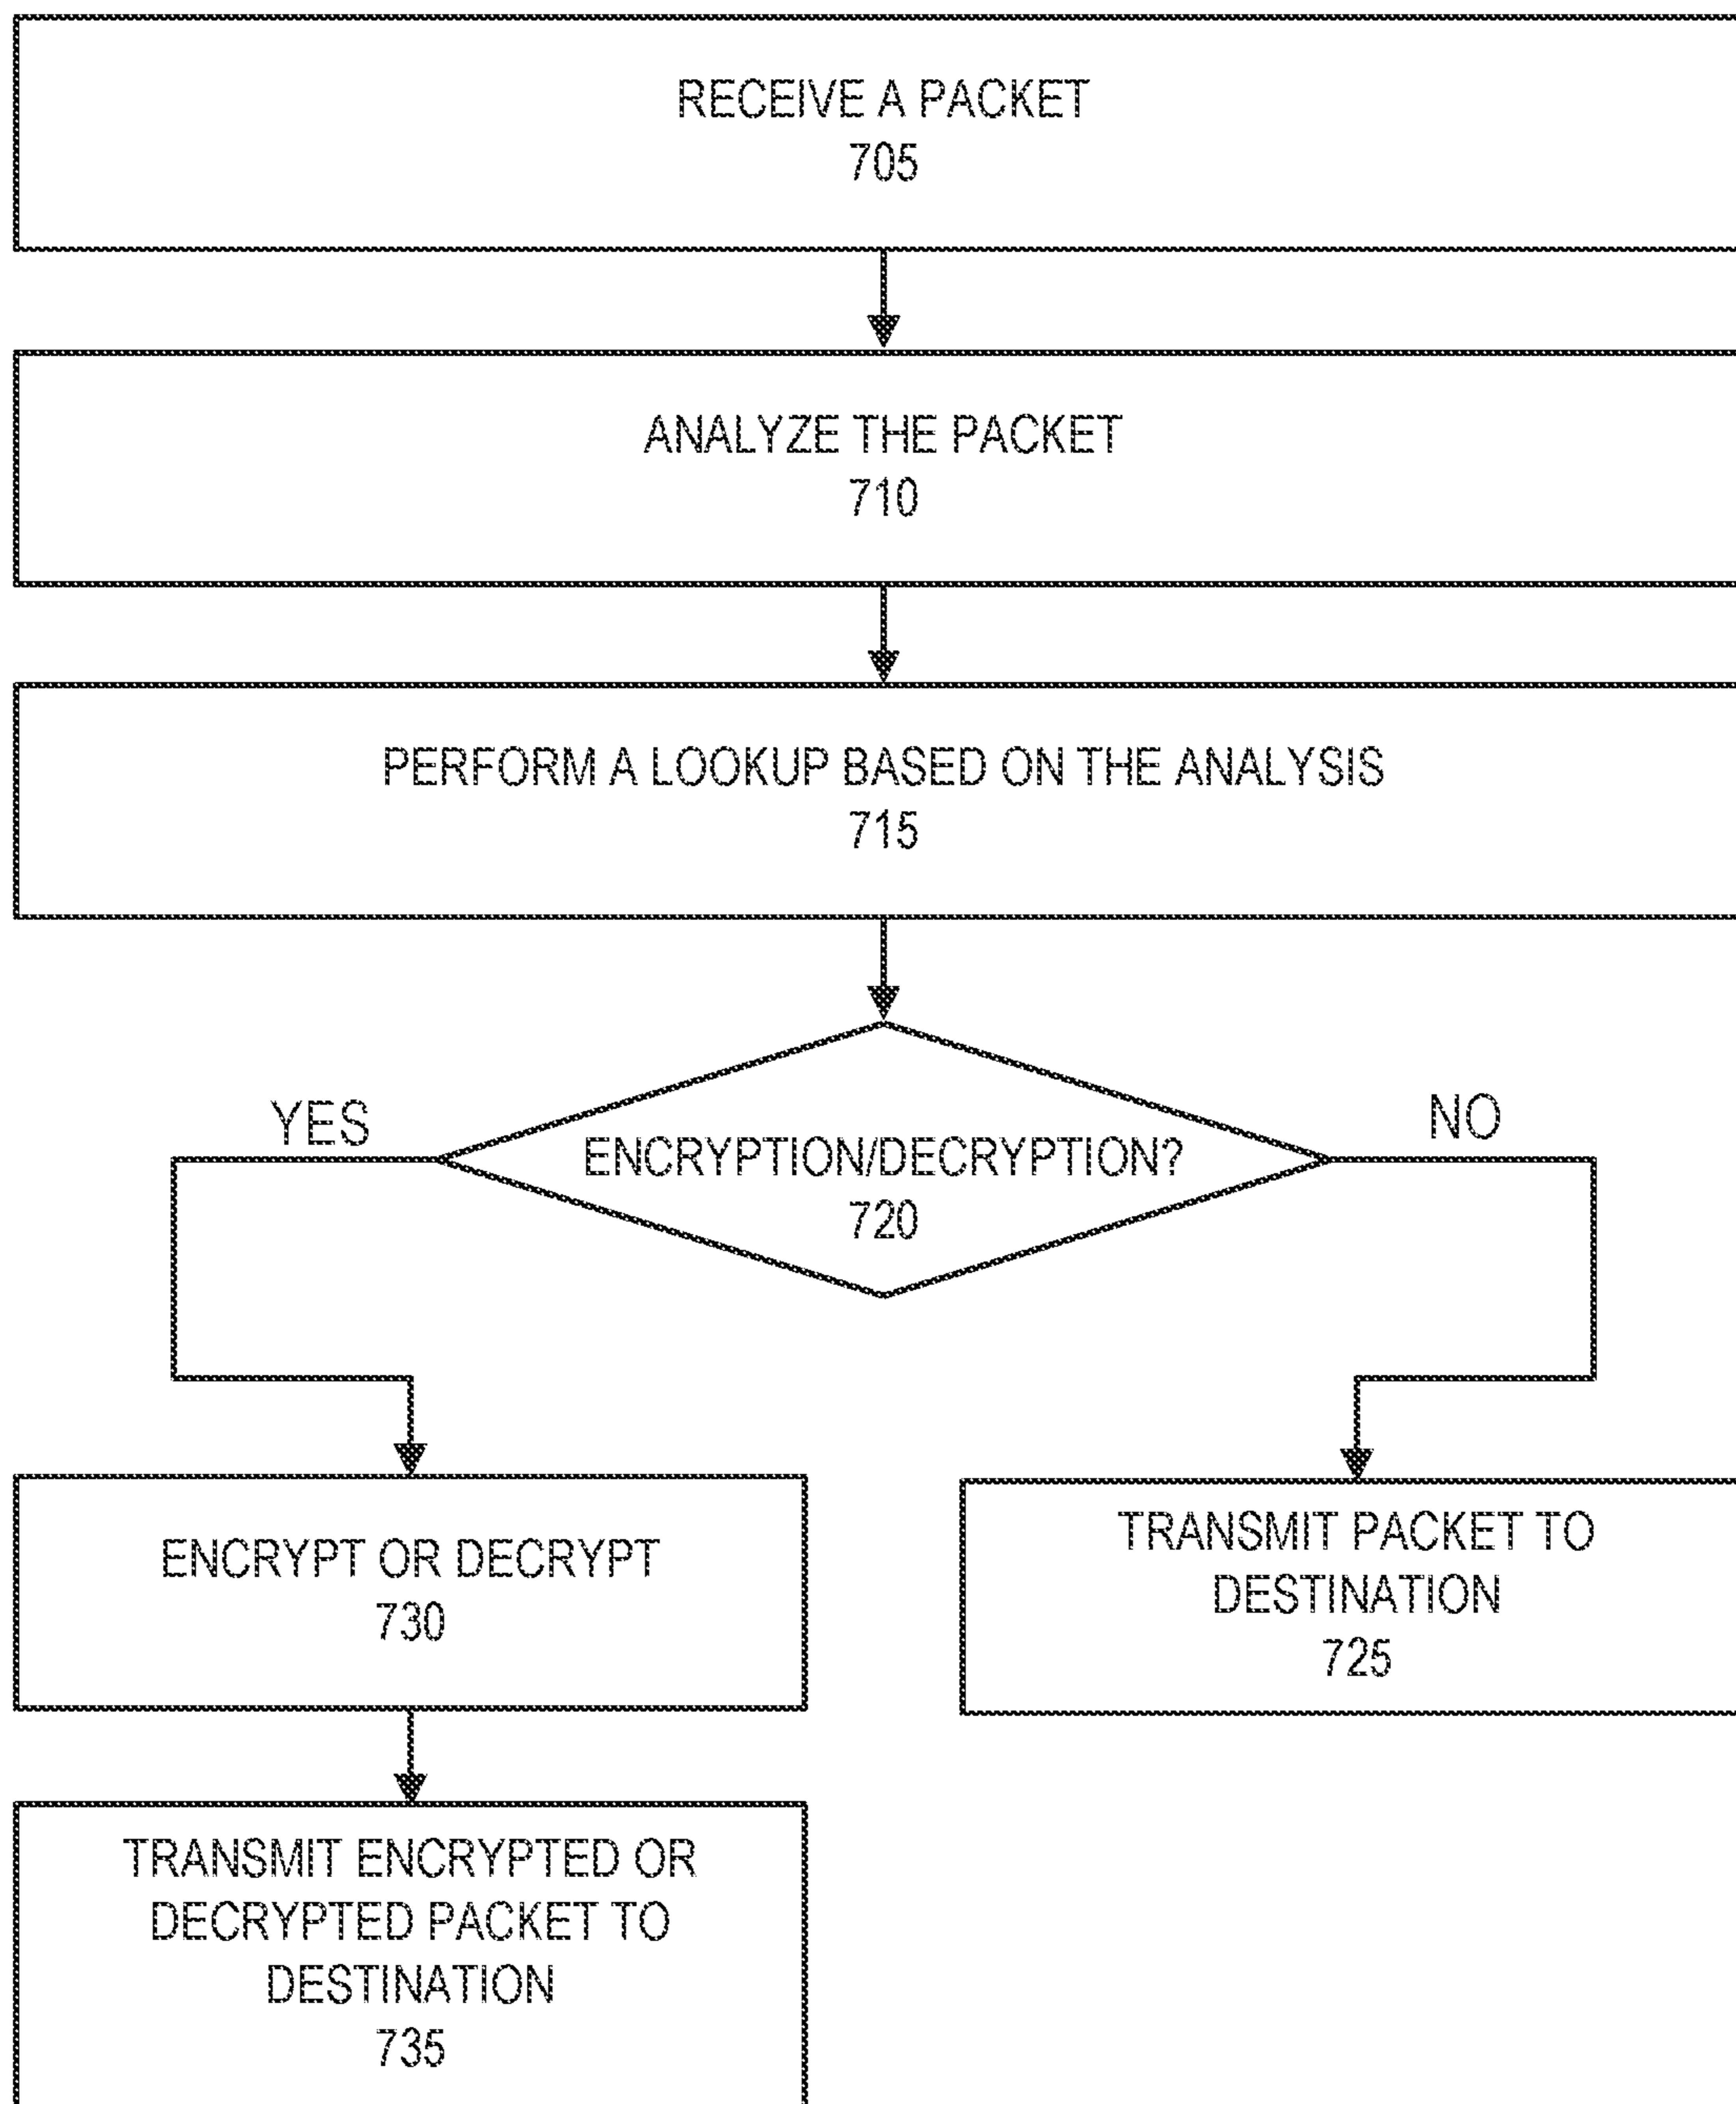 RECEIVE A PACKET
705
ANALYZE THE PACKET
710
PERFORM A LOOKUP BASED ON THE ANALYSIS
715
YES
NO
ENCRYPTION/DECRYPTION?
720
ENCRYPT OR DECRYPT
730
TRANSMIT PACKET TO
DESTINATION
725
TRANSMIT ENCRYPTED OR
DECRYPTED PACKET TO
DESTINATION
735